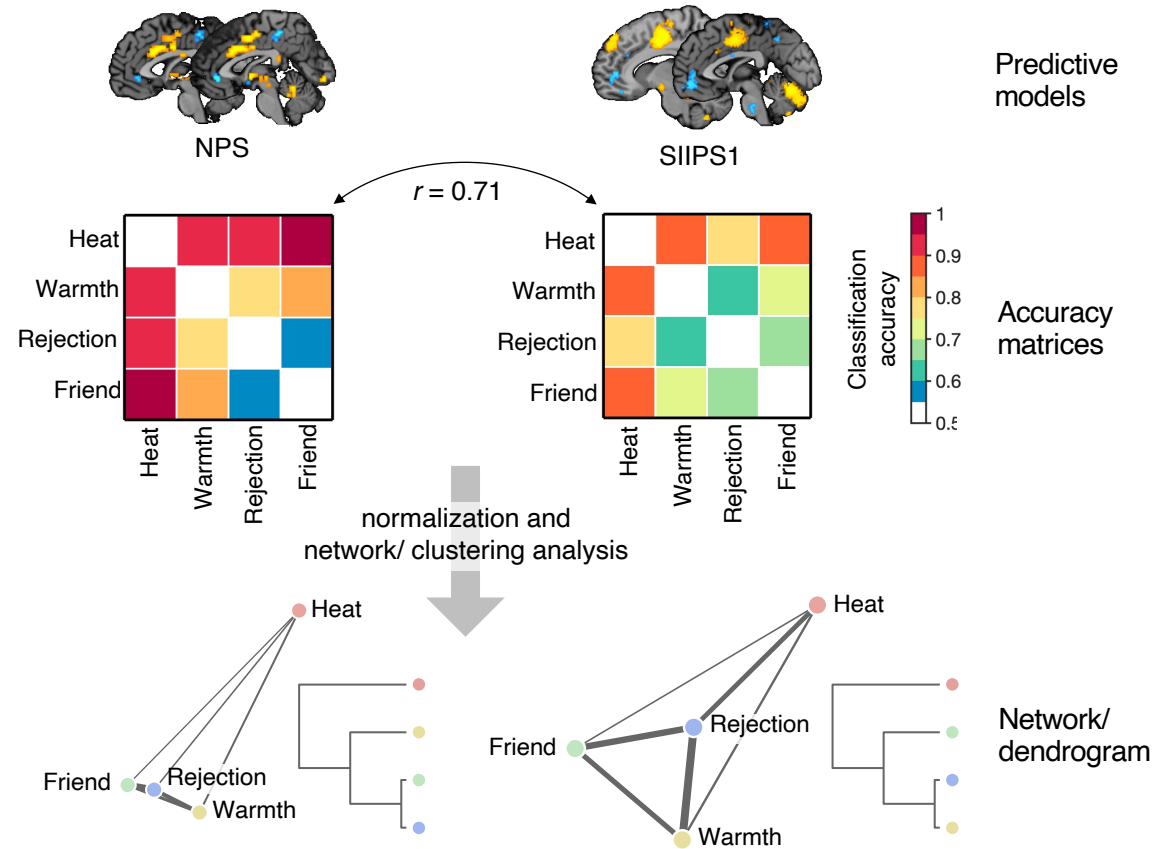 Predictive
models
NPS
SIIPS1
r = 0.71
Heat
Warmth
Rejection
Friend
Heat
Warmth
Rejection
Friend
Heat
Warmth
Rejection
Friend
Heat
Warmth
Rejection
Friend
Classification
accuracy
1
0.9
0.8
0.7
0.6
0.5
Accuracy
matrices
normalization and
network/ clustering analysis
Heat
Friend
Rejection
Warmth
Heat
Friend
Rejection
Warmth
Network/
dendrogram